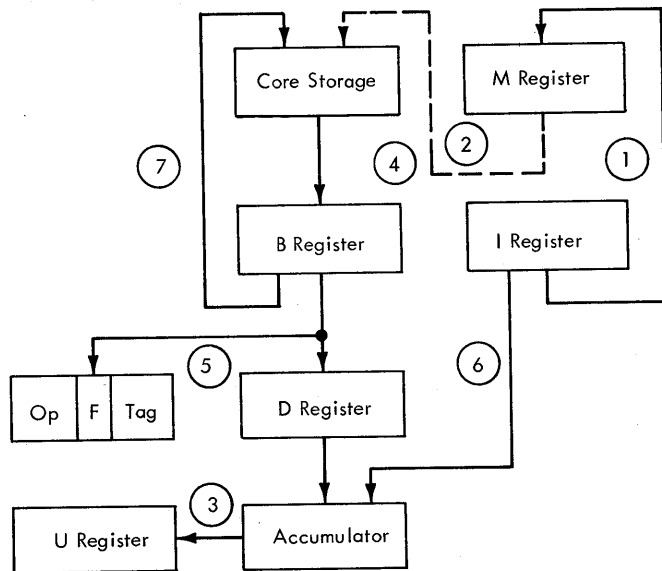 Core Storage
M Register
7
4
2
1
B Register
I Register
5
6
Op F Tag
D Register
3
U Register
Accumulator